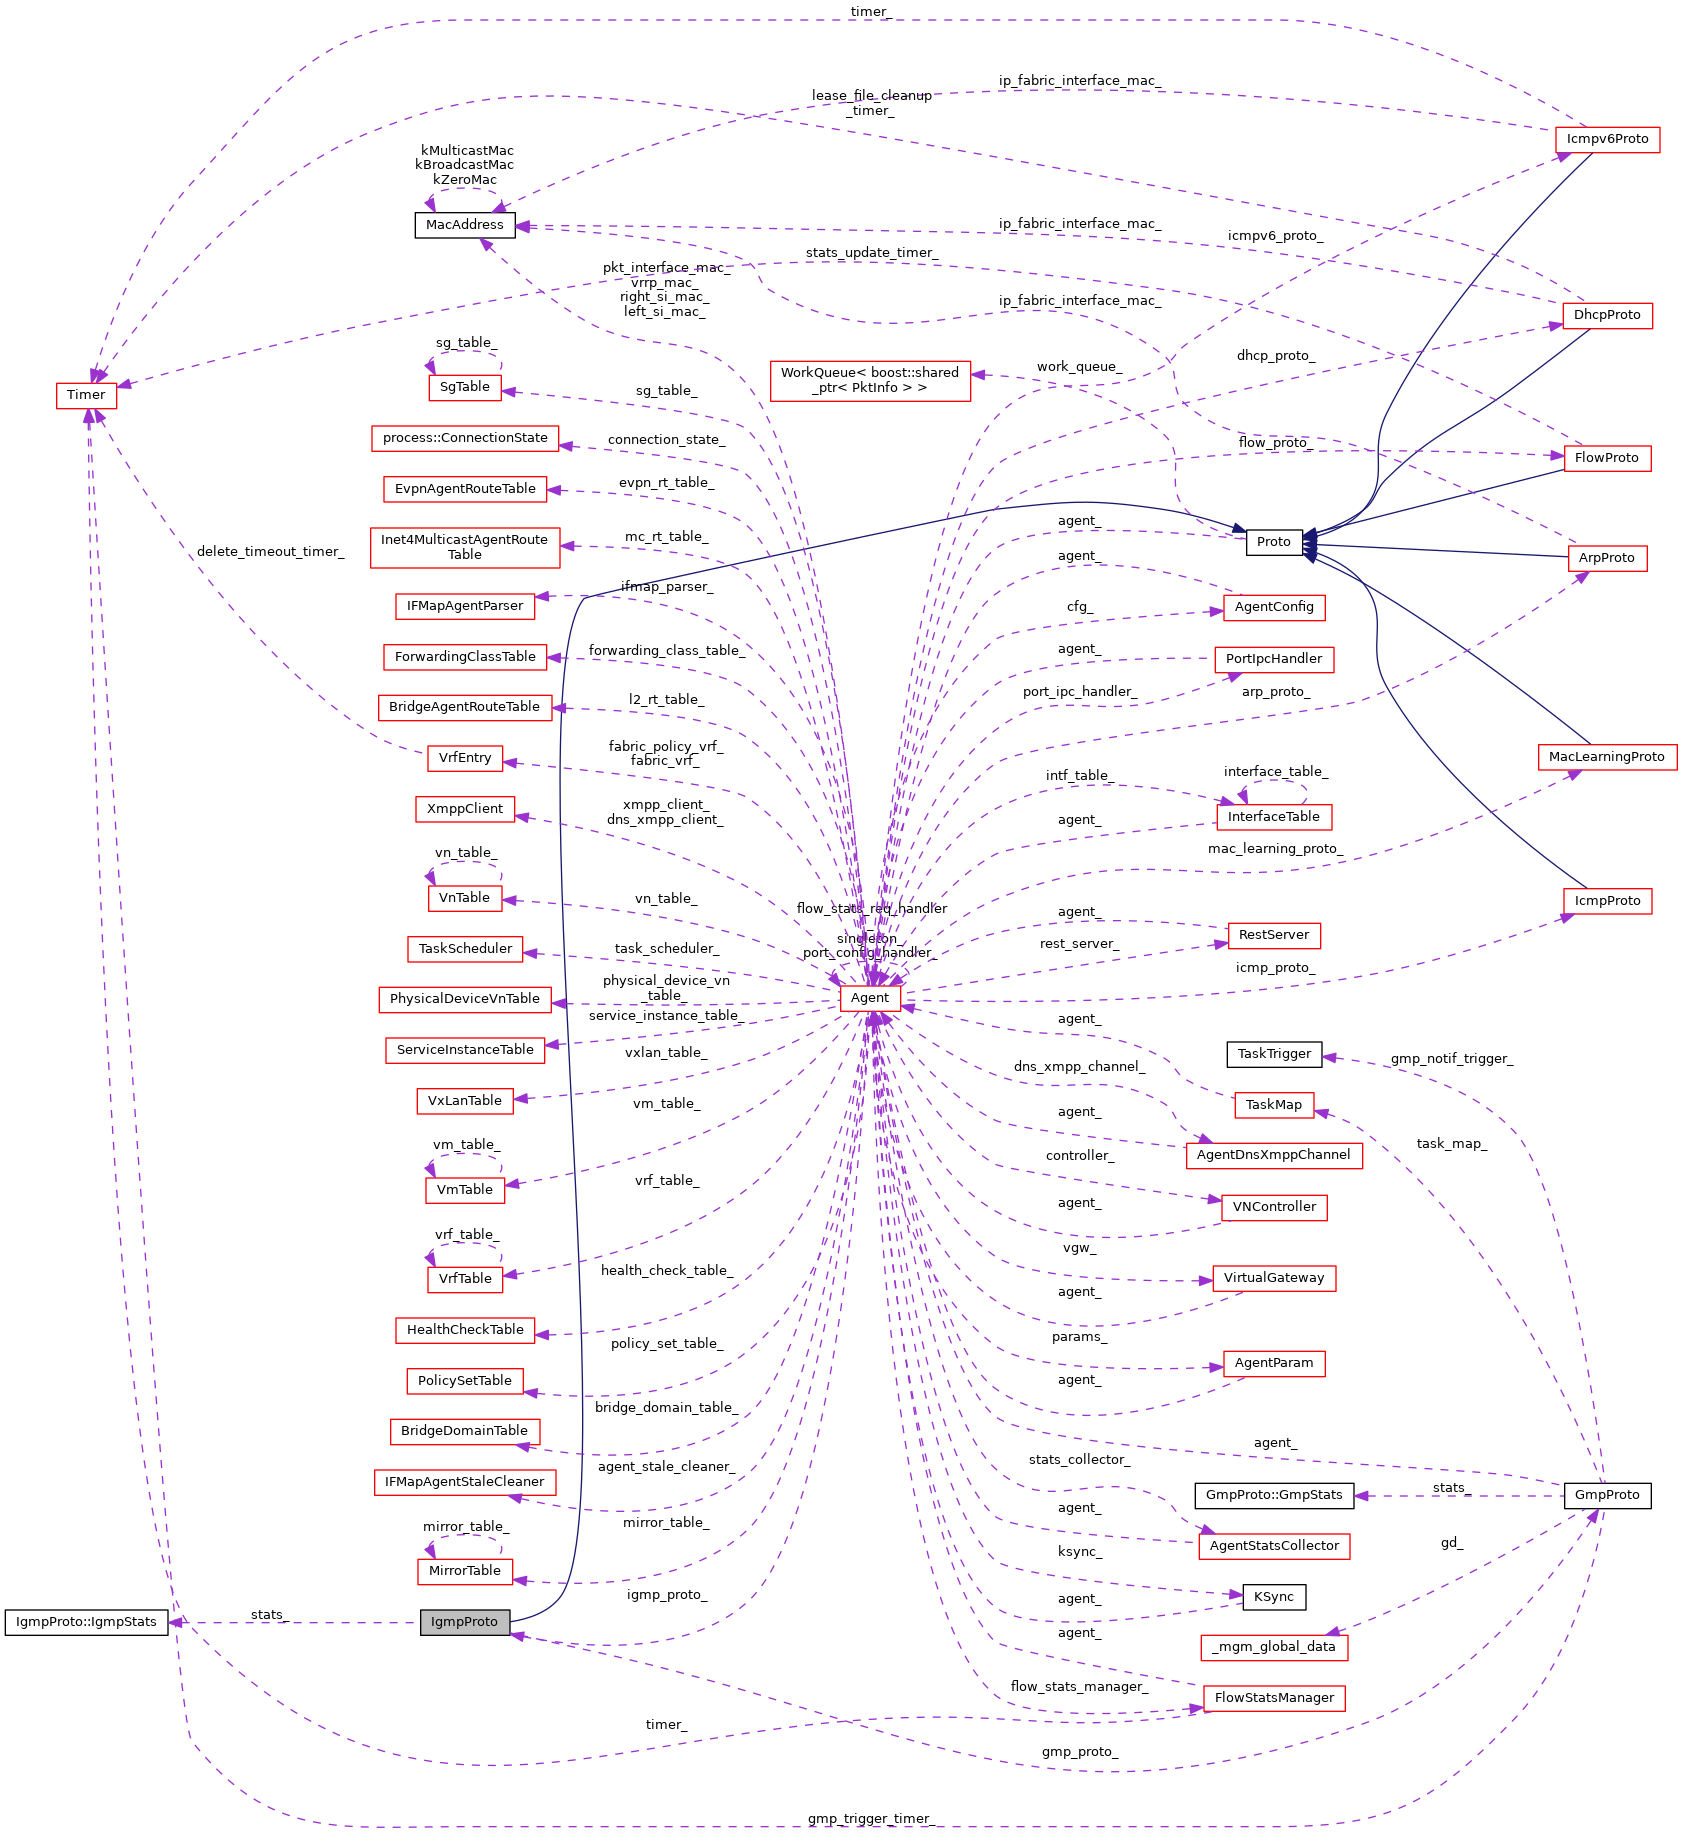 timer_
ip_fabric_interface_mac_
lease_file_cleanup
_timer_
Icmpv6Proto
kMulticastMac
kBroadcastMac
kZeroMac
MacAddress
ip_fabric_interface_mac_
icmpv6_proto_
stats_update_timer_
pkt_interface_mac_
vrrp_mac_
right_si_mac_
left_si_mac_
ip_fabric_interface_mac_
DhcpProto
sg_table_
dhcp_proto_
WorkQueue< boost::shared
_ptr< PktInfo > >
work_queue_
SgTable
Timer
sg_table_
process::ConnectionState
connection_state_
flow_proto_
FlowProto
EvpnAgentRouteTable
evpn_rt_table_
Inet4MulticastAgentRoute
Table
mc_rt_table_
agent_
Proto
delete_timeout_timer_
agent_
ArpProto
ifmap_parser_
IFMapAgentParser
cfg_
AgentConfig
ForwardingClassTable
forwarding_class_table_
agent_
PortIpcHandler
l2_rt_table_
BridgeAgentRouteTable
port_ipc_handler_
arp_proto_
fabric_policy_vrf_
fabric_vrf_
VrfEntry
MacLearningProto
intf_table_
interface_table_
xmpp_client_
dns_xmpp_client_
XmppClient
agent_
InterfaceTable
vn_table_
mac_learning_proto_
VnTable
vn_table_
flow_stats_req_handler
_
singleton_
port_config_handler_
agent_
IcmpProto
TaskScheduler
task_scheduler_
rest_server_
RestServer
physical_device_vn
_table_
PhysicalDeviceVnTable
Agent
icmp_proto_
service_instance_table_
agent_
ServiceInstanceTable
vxlan_table_
TaskTrigger
gmp_notif_trigger_
dns_xmpp_channel_
VxLanTable
vm_table_
agent_
TaskMap
vm_table_
task_map_
controller_
AgentDnsXmppChannel
VmTable
vrf_table_
agent_
VNController
vrf_table_
vgw_
VrfTable
health_check_table_
agent_
VirtualGateway
HealthCheckTable
policy_set_table_
params_
AgentParam
PolicySetTable
agent_
bridge_domain_table_
BridgeDomainTable
agent_
agent_stale_cleaner_
stats_collector_
IFMapAgentStaleCleaner
GmpProto::GmpStats
stats_
GmpProto
mirror_table_
mirror_table_
agent_
AgentStatsCollector
gd_
MirrorTable
ksync_
igmp_proto_
agent_
KSync
IgmpProto::IgmpStats
stats_
IgmpProto
agent_
_mgm_global_data
flow_stats_manager_
FlowStatsManager
timer_
gmp_proto_
gmp_trigger_timer_